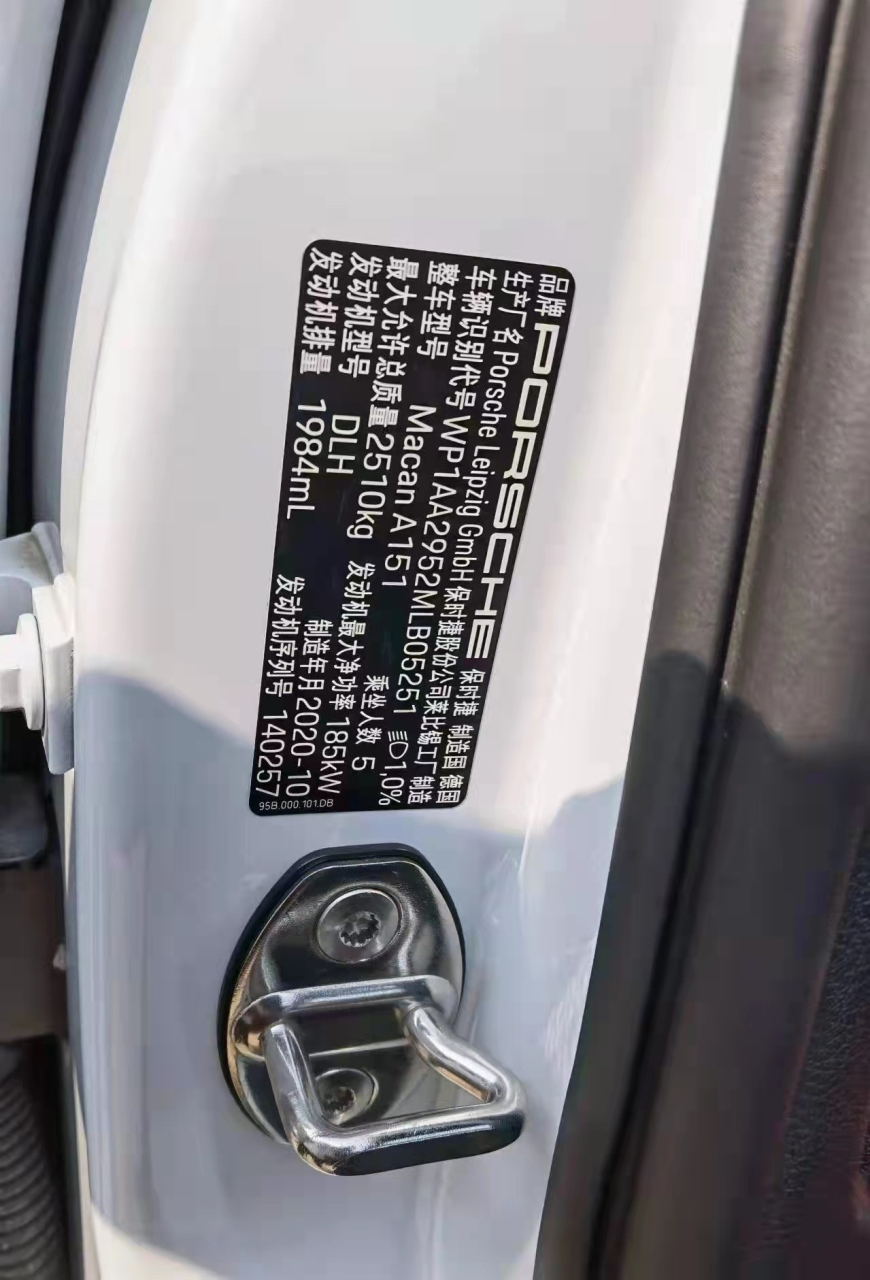 品牌 PORSCHE 保时捷 制造国 德国
生产厂名 Porsche Leipzig GmbH 保时捷股份公司莱比锡工厂 制造
车辆识别代号 WP1AA2952MLB05251 1,0%
整车型号 Macan A151 乘坐人数 5
最大允许总质量 2510kg 发动机最大净功率 185kW
发动机型号 DLH 制造年月 2020-10
发动机排量 1984mL 发动机序列号 140257
95B.000.101.DB